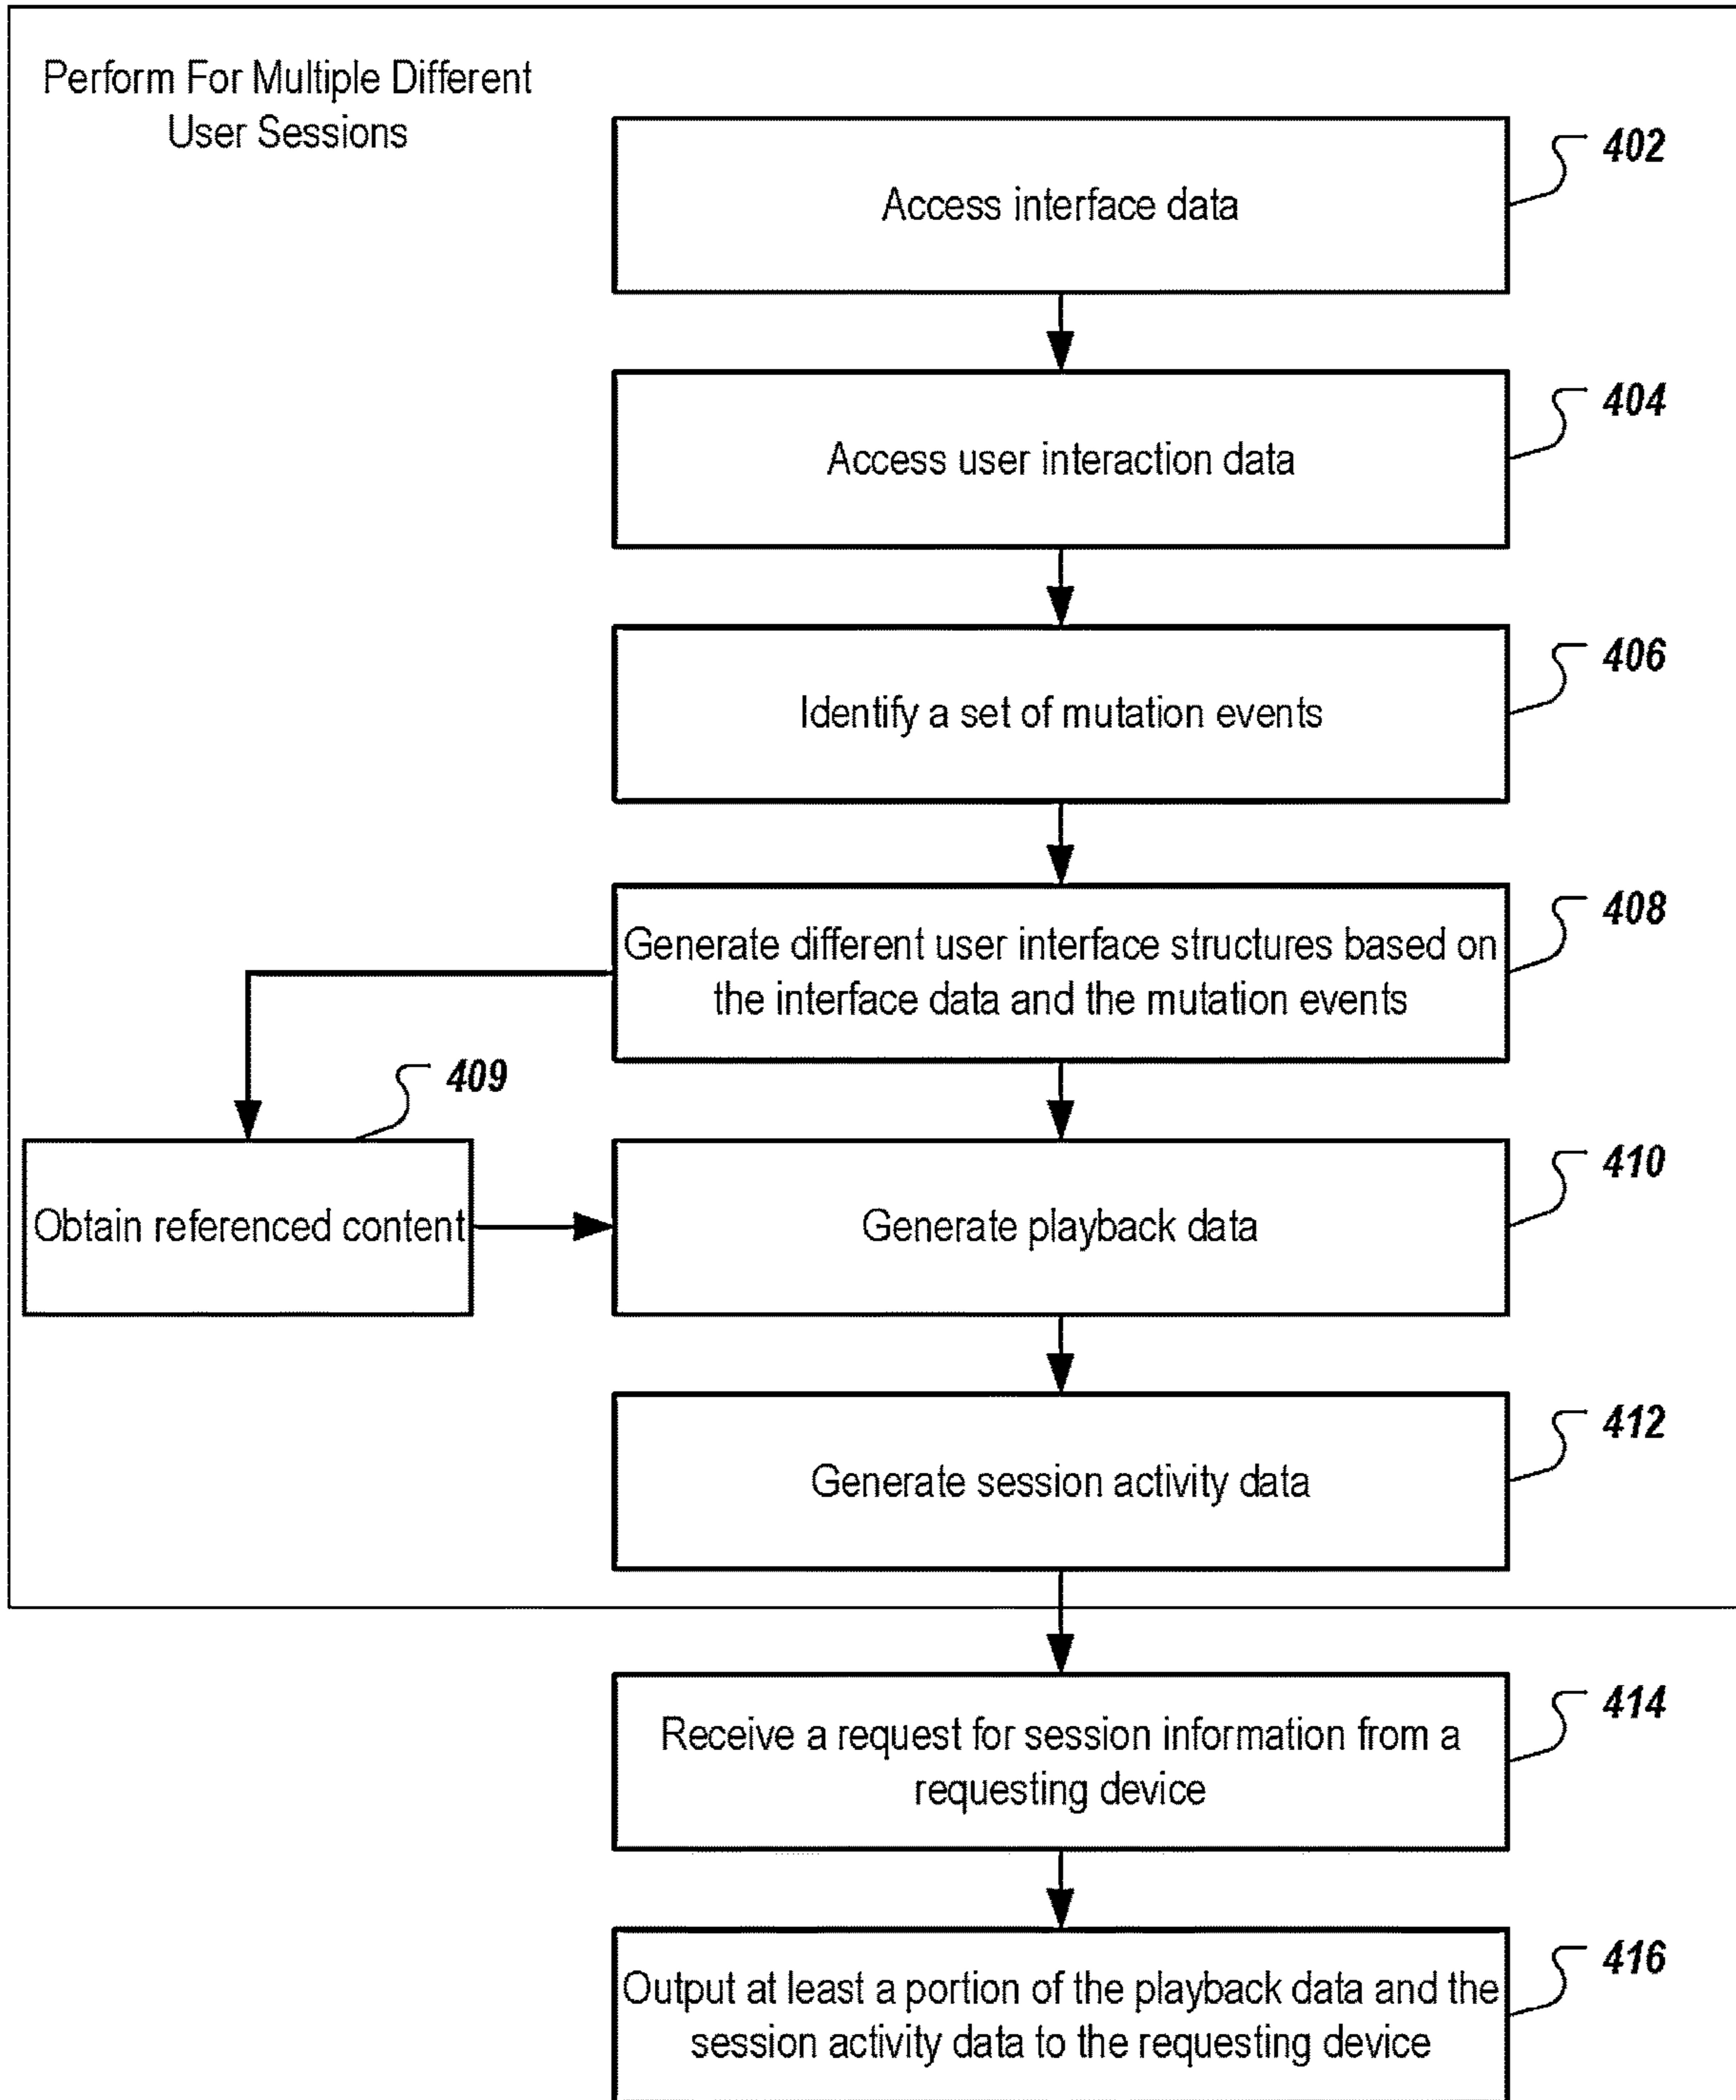 Perform For Multiple Different
User Sessions
402
Access interface data
404
Access user interaction data
406
Identify a set of mutation events
408
Generate different user interface structures based on
the interface data and the mutation events
409
Obtain referenced content
410
Generate playback data
412
Generate session activity data
414
Receive a request for session information from a
requesting device
416
Output at least a portion of the playback data and the
session activity data to the requesting device